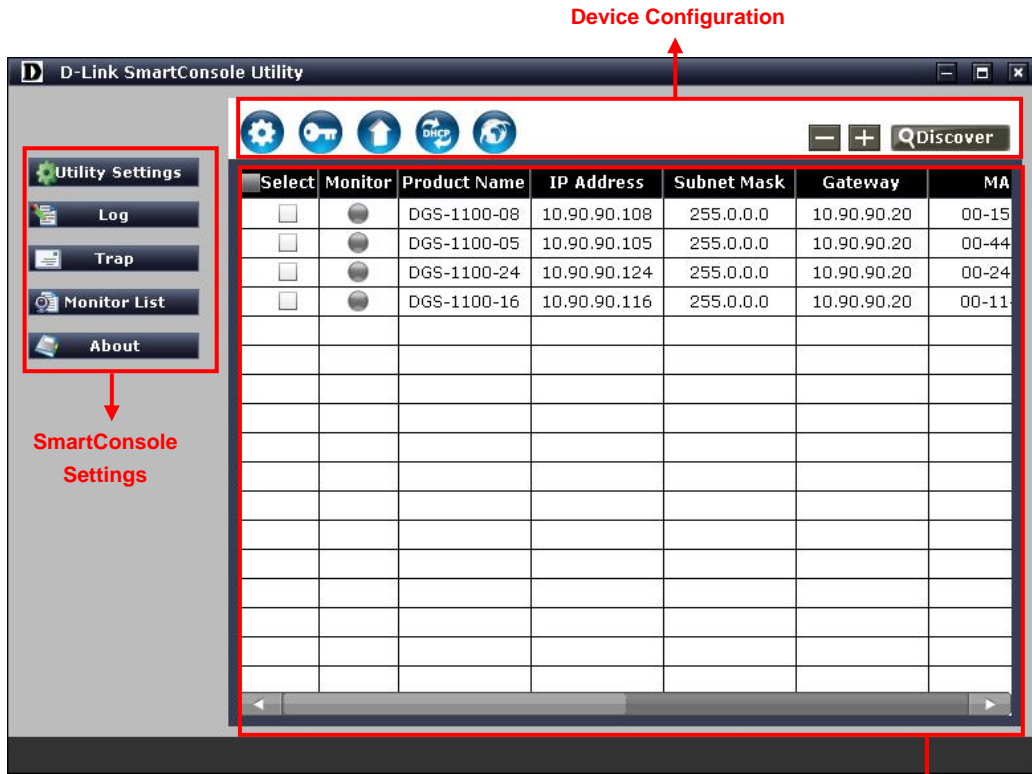 Device Configuration
D D-Link SmartConsole Utility
DHCP
Discover
Utility Settings
Log
Trap
Monitor List
About
SmartConsole
Settings
Select Monitor Product Name IP Address Subnet Mask Gateway MA
DGS-1100-08 10.90.90.108 255.0.0.0 10.90.90.20 00-15
DGS-1100-05 10.90.90.105 255.0.0.0 10.90.90.20 00-44
DGS-1100-24 10.90.90.124 255.0.0.0 10.90.90.20 00-24
DGS-1100-16 10.90.90.116 255.0.0.0 10.90.90.20 00-11-